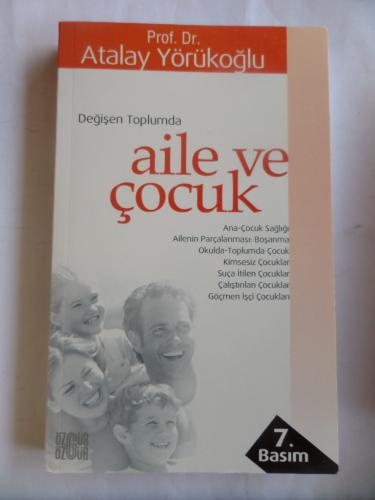 Prof. Dr.
Atalay Yörükoğlu
Değişen Toplumda
aile ve
çocuk
Ana-Çocuk Sağlığı
Ailenin Parçalanması: Boşanma
Okulda-Toplumda Çocuk
Kimsesiz Çocuklar
Suça İtilen Çocuklar
Çalıştırılan Çocuklar
Göçmen İşçi Çocukları
ÖZGÜR
7.
Basım